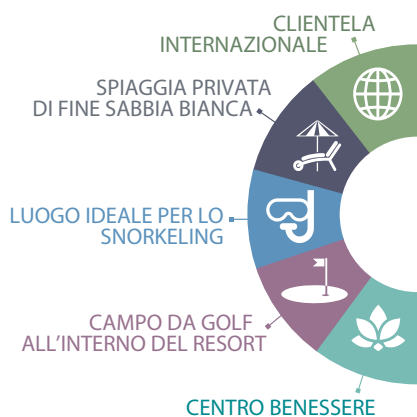 CLIENTELA
INTERNAZIONALE
SPIAGGIA PRIVATA
DI FINE SABBIA BIANCA
LUOGO IDEALE PER LO
SNORKELING
CAMPO DA GOLF
ALL'INTERNO DEL RESORT
CENTRO BENESSERE